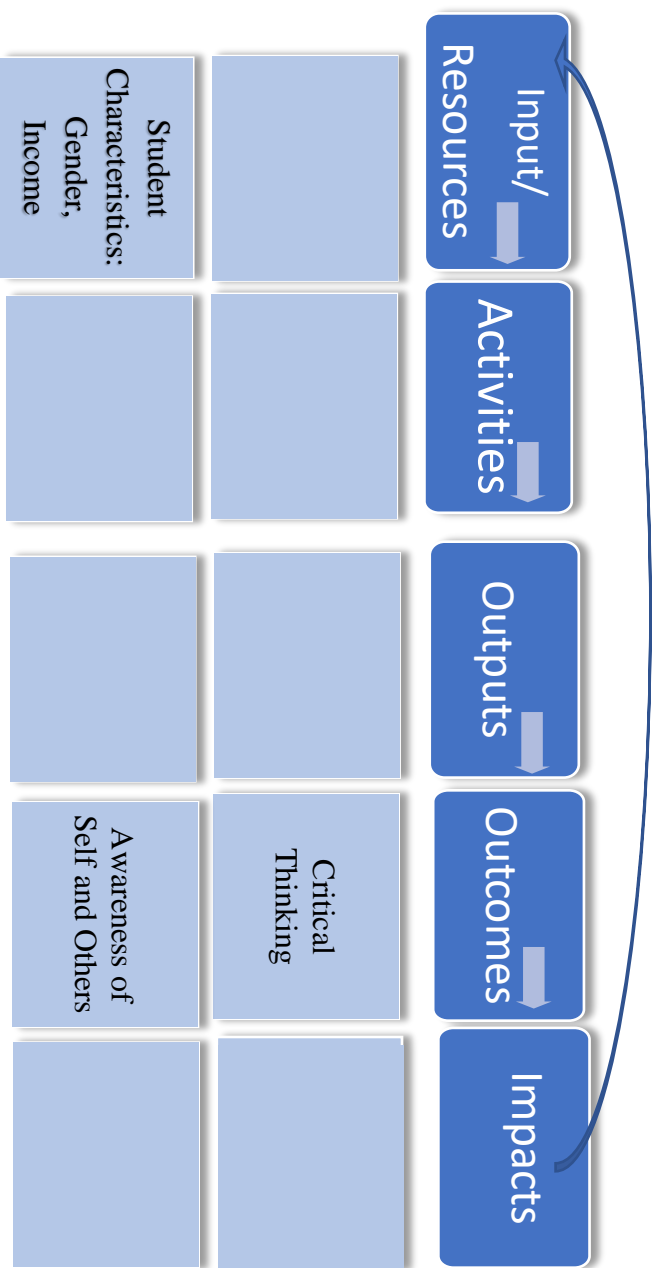 Input/
Resources
Activities
Outputs
Outcomes
Impacts
Critical
Thinking
Student
Characteristics:
Gender,
Income
Awareness of
Self and Others